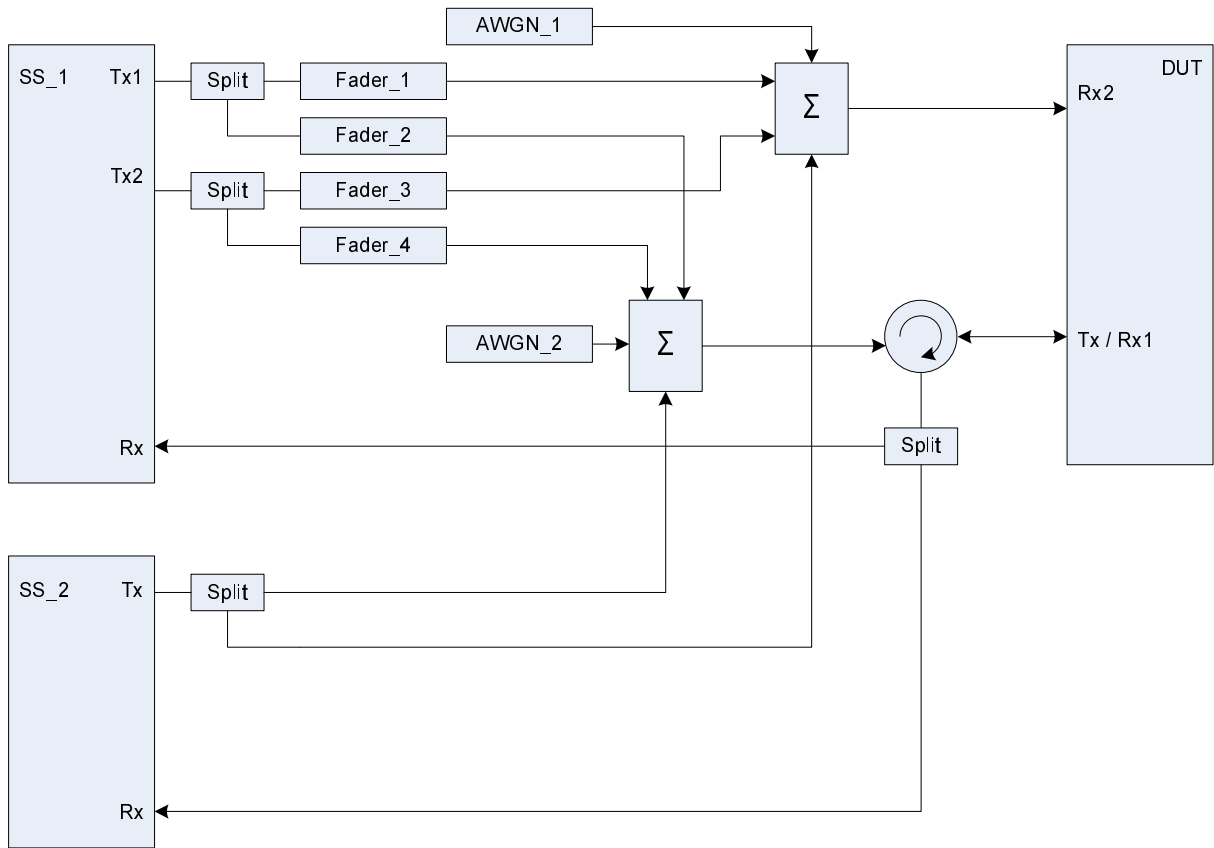 AWGN_1
SS_1
Tx1
Split
Fader_1
Σ
DUT
Rx2
Fader_2
Tx2
Split
Fader_3
Fader_4
AWGN_2
Σ
Tx / Rx1
Rx
Split
SS_2
Tx
Split
Rx